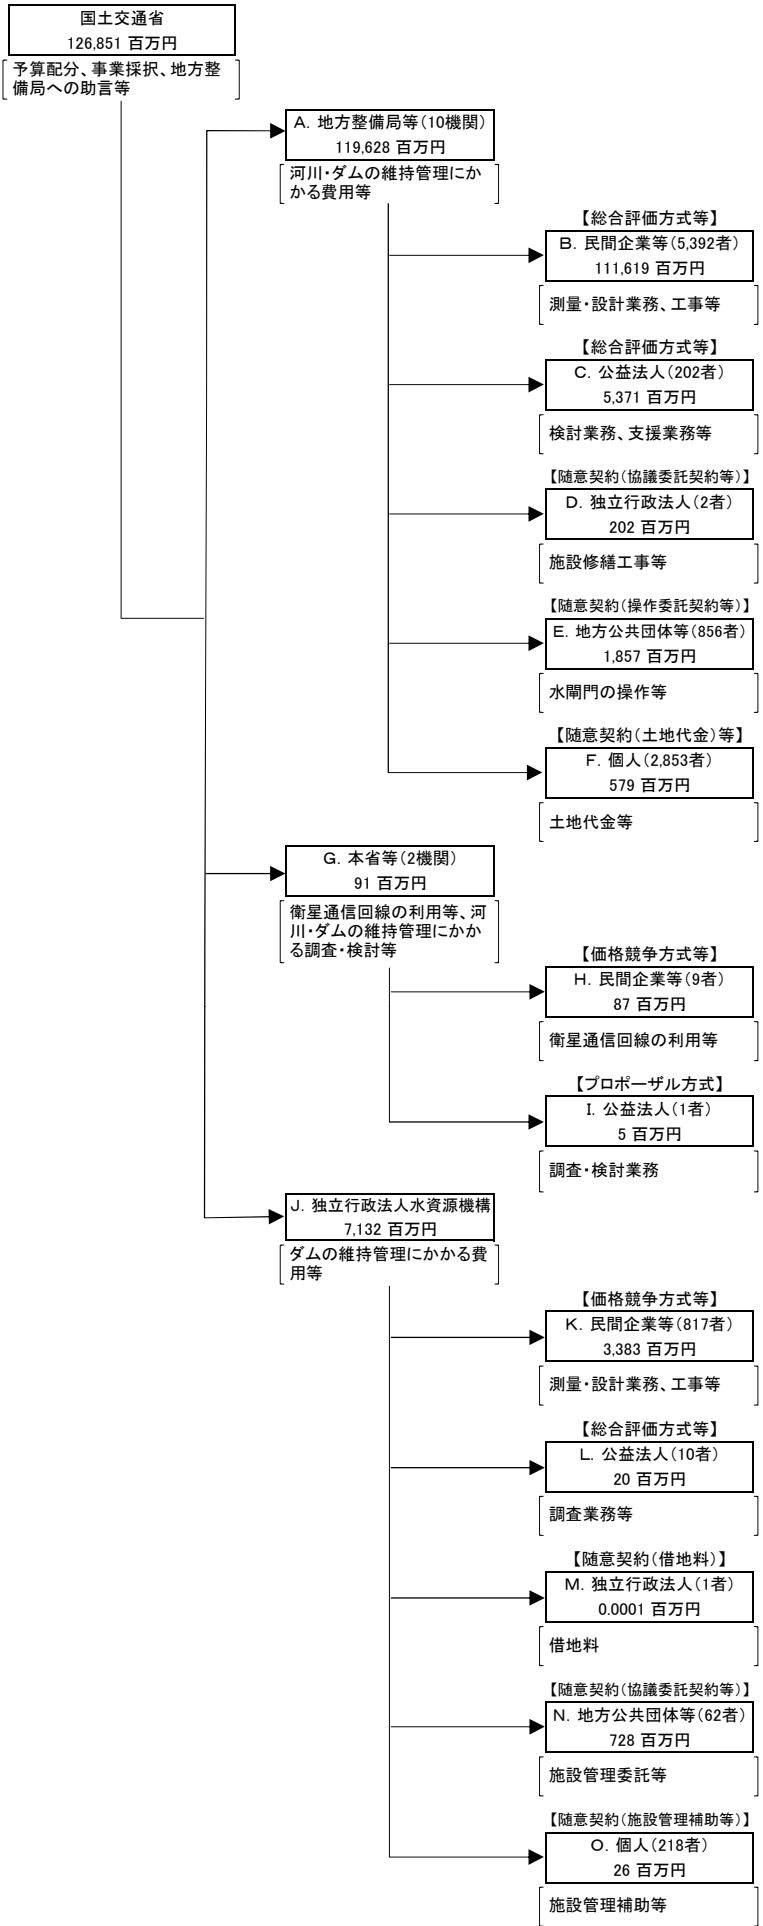 国土交通省
126,851 百万円
予算配分、事業採択、地方整
備局への助言等
A. 地方整備局等(10機関)
119,628 百万円
河川・ダムの維持管理にか
かる費用等
【総合評価方式等】
B. 民間企業等(5,392者)
111,619 百万円
測量・設計業務、工事等
【総合評価方式等】
C. 公益法人(202者)
5,371 百万円
検討業務、支援業務等
【随意契約(協議委託契約等)】
D. 独立行政法人(2者)
202 百万円
施設修繕工事等
【随意契約(操作委託契約等)】
E. 地方公共団体等(856者)
1,857 百万円
水閘門の操作等
【随意契約(土地代金)等】
F. 個人(2,853者)
579 百万円
土地代金等
G. 本省等(2機関)
91 百万円
衛星通信回線の利用等、河
川・ダムの維持管理にかか
る調査・検討等
【価格競争方式等】
H. 民間企業等(9者)
87 百万円
衛星通信回線の利用等
【プロポーザル方式】
I. 公益法人(1者)
5 百万円
調査・検討業務
J. 独立行政法人水資源機構
7,132 百万円
ダムの維持管理にかかる費
用等
【価格競争方式等】
K. 民間企業等(817者)
3,383 百万円
測量・設計業務、工事等
【総合評価方式等】
L. 公益法人(10者)
20 百万円
調査業務等
【随意契約(借地料)】
M. 独立行政法人(1者)
0.0001 百万円
借地料
【随意契約(協議委託契約等)】
N. 地方公共団体等(62者)
728 百万円
施設管理委託等
【随意契約(施設管理補助等)】
O. 個人(218者)
26 百万円
施設管理補助等